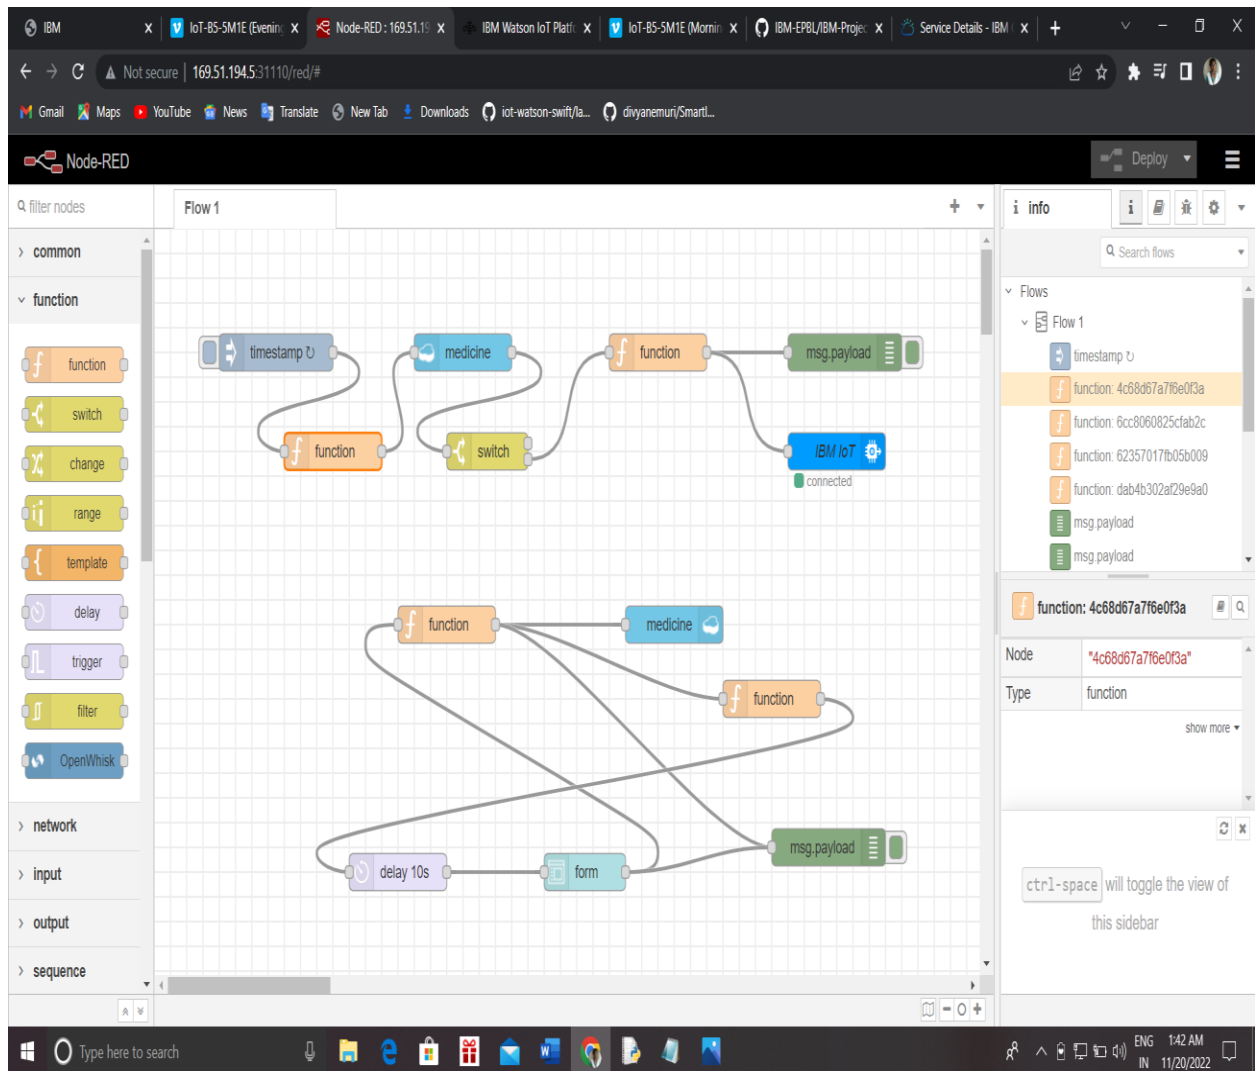 IBM
IoT-B5-5M1E (Evening
Node-RED : 169.51.19
IBM Watson IoT Platfo
IoT-B5-5M1E (Mornin
IBM-EPBL/IBM-Projec
Service Details - IBM
Not secure | 169.51.194.5:31110/red/#
Gmail Maps YouTube News Translate New Tab Downloads iot-watson-swift/la... divyanemuri/Smartl...
Node-RED
Deploy
filter nodes
Flow 1
i info
common
Search flows
function
Flows
Flow 1
timestamp ↻
medicine
function
msg.payload
timestamp ↻
function
function: 4c68d67a7f6e0f3a
switch
function: 6cc8060825cfab2c
change
function
switch
IBM IoT
function: 62357017fb05b009
connected
function: dab4b302af29e9a0
range
msg.payload
template
msg.payload
delay
function
medicine
function: 4c68d67a7f6e0f3a
trigger
Node "4c68d67a7f6e0f3a"
filter
function
Type function
show more
OpenWhisk
network
msg.payload
input
delay 10s
form
ctrl-space will toggle the view of
this sidebar
output
sequence
Type here to search
ENG
IN
1:42 AM
11/20/2022